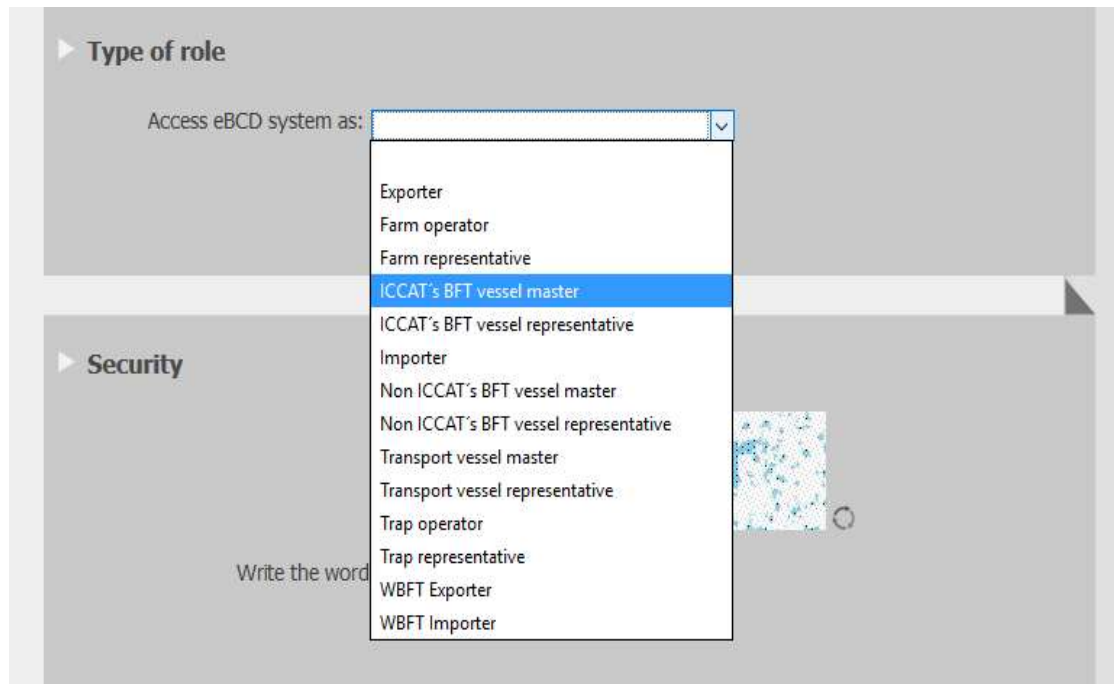 Type of role
Access eBCD system as:
Exporter
Farm operator
Farm representative
ICCAT´s BFT vessel master
ICCAT´s BFT vessel representative
Security
Importer
Non ICCAT´s BFT vessel master
Non ICCAT´s BFT vessel representative
Transport vessel master
Transport vessel representative
Trap operator
Trap representative
Write the word
WBFT Exporter
WBFT Importer